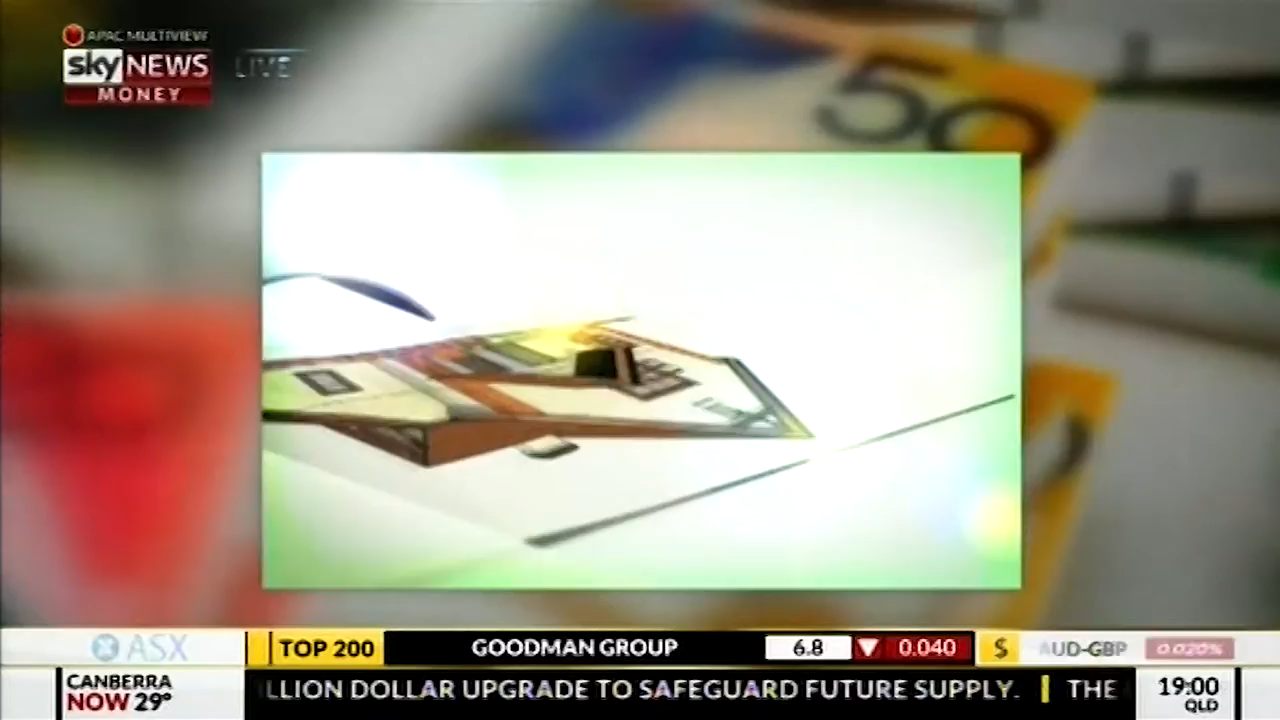 APAC MULTIVIEW
sky NEWS
MONEY
LIVE
50
ASX
TOP 200
GOODMAN GROUP
6.8
0.040
$
AUD-GBP
0.020%
CANBERRA
NOW 29°
LLION DOLLAR UPGRADE TO SAFEGUARD FUTURE SUPPLY.
THE
19:00
QLD